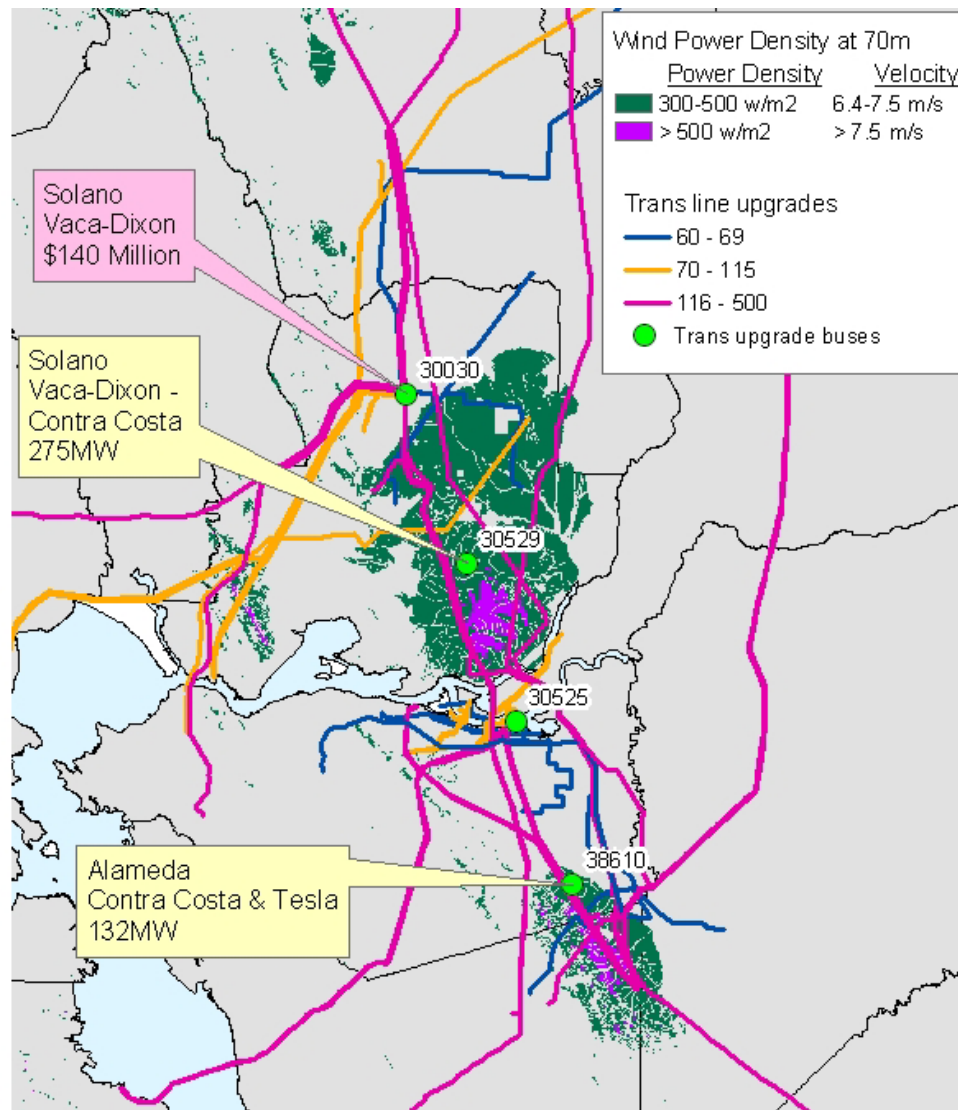 Wind Power Density at 70m
Power Density Velocity
300-500 w/m2 6.4-7.5 m/s
> 500 w/m2 > 7.5 m/s
Trans line upgrades
60 - 69
70 - 115
116 - 500
Trans upgrade buses
Solano
Vaca-Dixon
$140 Million
Solano
Vaca-Dixon -
Contra Costa
275MW
30030
30529
30525
38610
Alameda
Contra Costa & Tesla
132MW